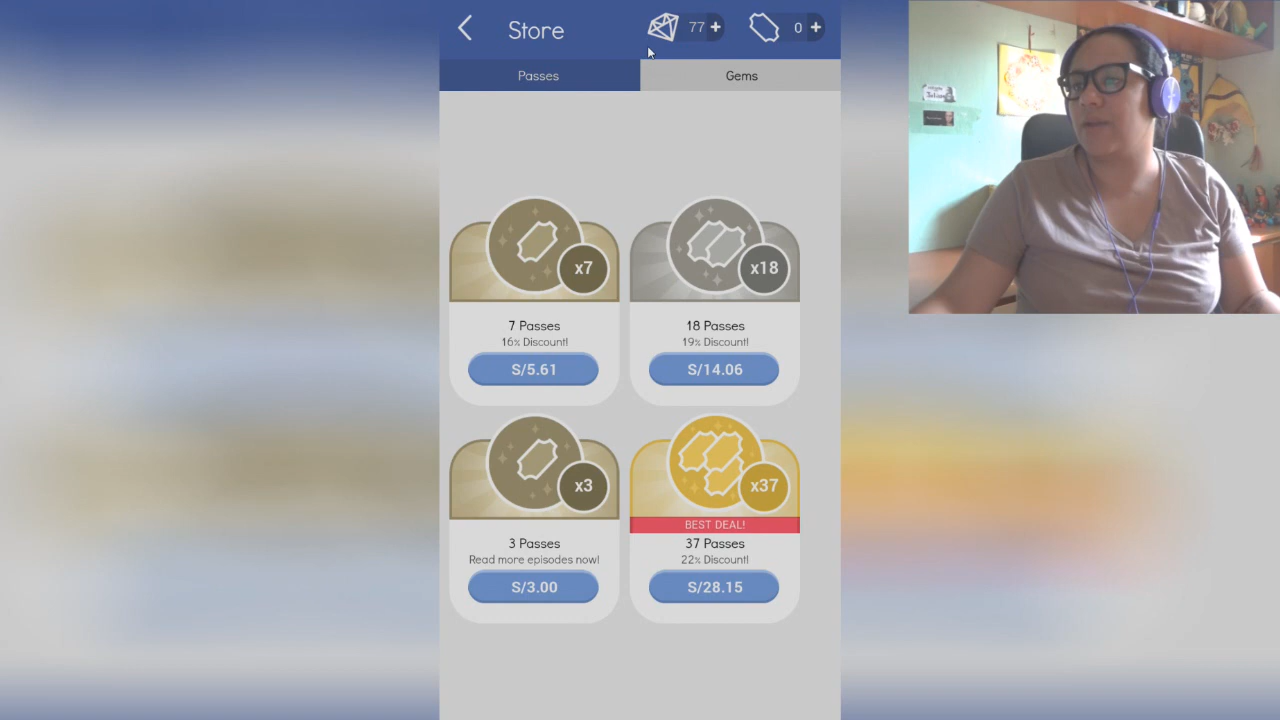 Store
77 +
0 +
Passes
Gems
x7
x18
7 Passes
16% Discount!
S/5.61
18 Passes
19% Discount!
S/14.06
x3
x37
BEST DEAL!
3 Passes
Read more episodes now!
S/3.00
37 Passes
22% Discount!
S/28.15